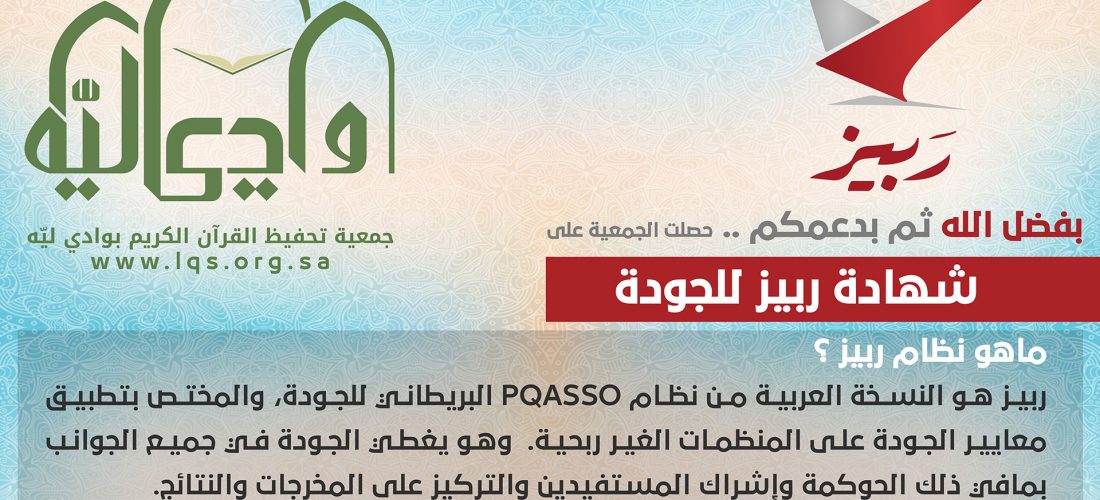 ربيز
بفضل الله ثم بدعمكم .. حصلت الجمعية على
شهادة ربيز للجودة
وادي ليّه
جمعية تحفيظ القرآن الكريم بوادي ليّه
www.lqs.org.sa
ماهو نظام ربيز ؟
ربيز هو النسخة العربية من نظام PQASSO البريطاني للجودة، والمختص بتطبيق
معايير الجودة على المنظمات الغير ربحية. وهو يغطي الجودة في جميع الجوانب
بمافي ذلك الحوكمة وإشراك المستفيدين والتركيز على المخرجات والنتائج.